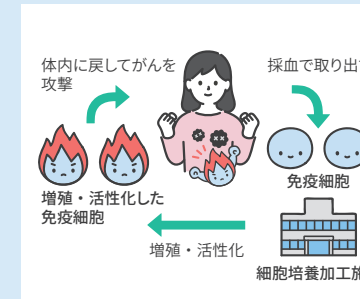 体内に戻してがんを
攻撃
採血で取り出
免疫細胞
増殖・活性化した
免疫細胞
増殖・活性化
細胞培養加工施